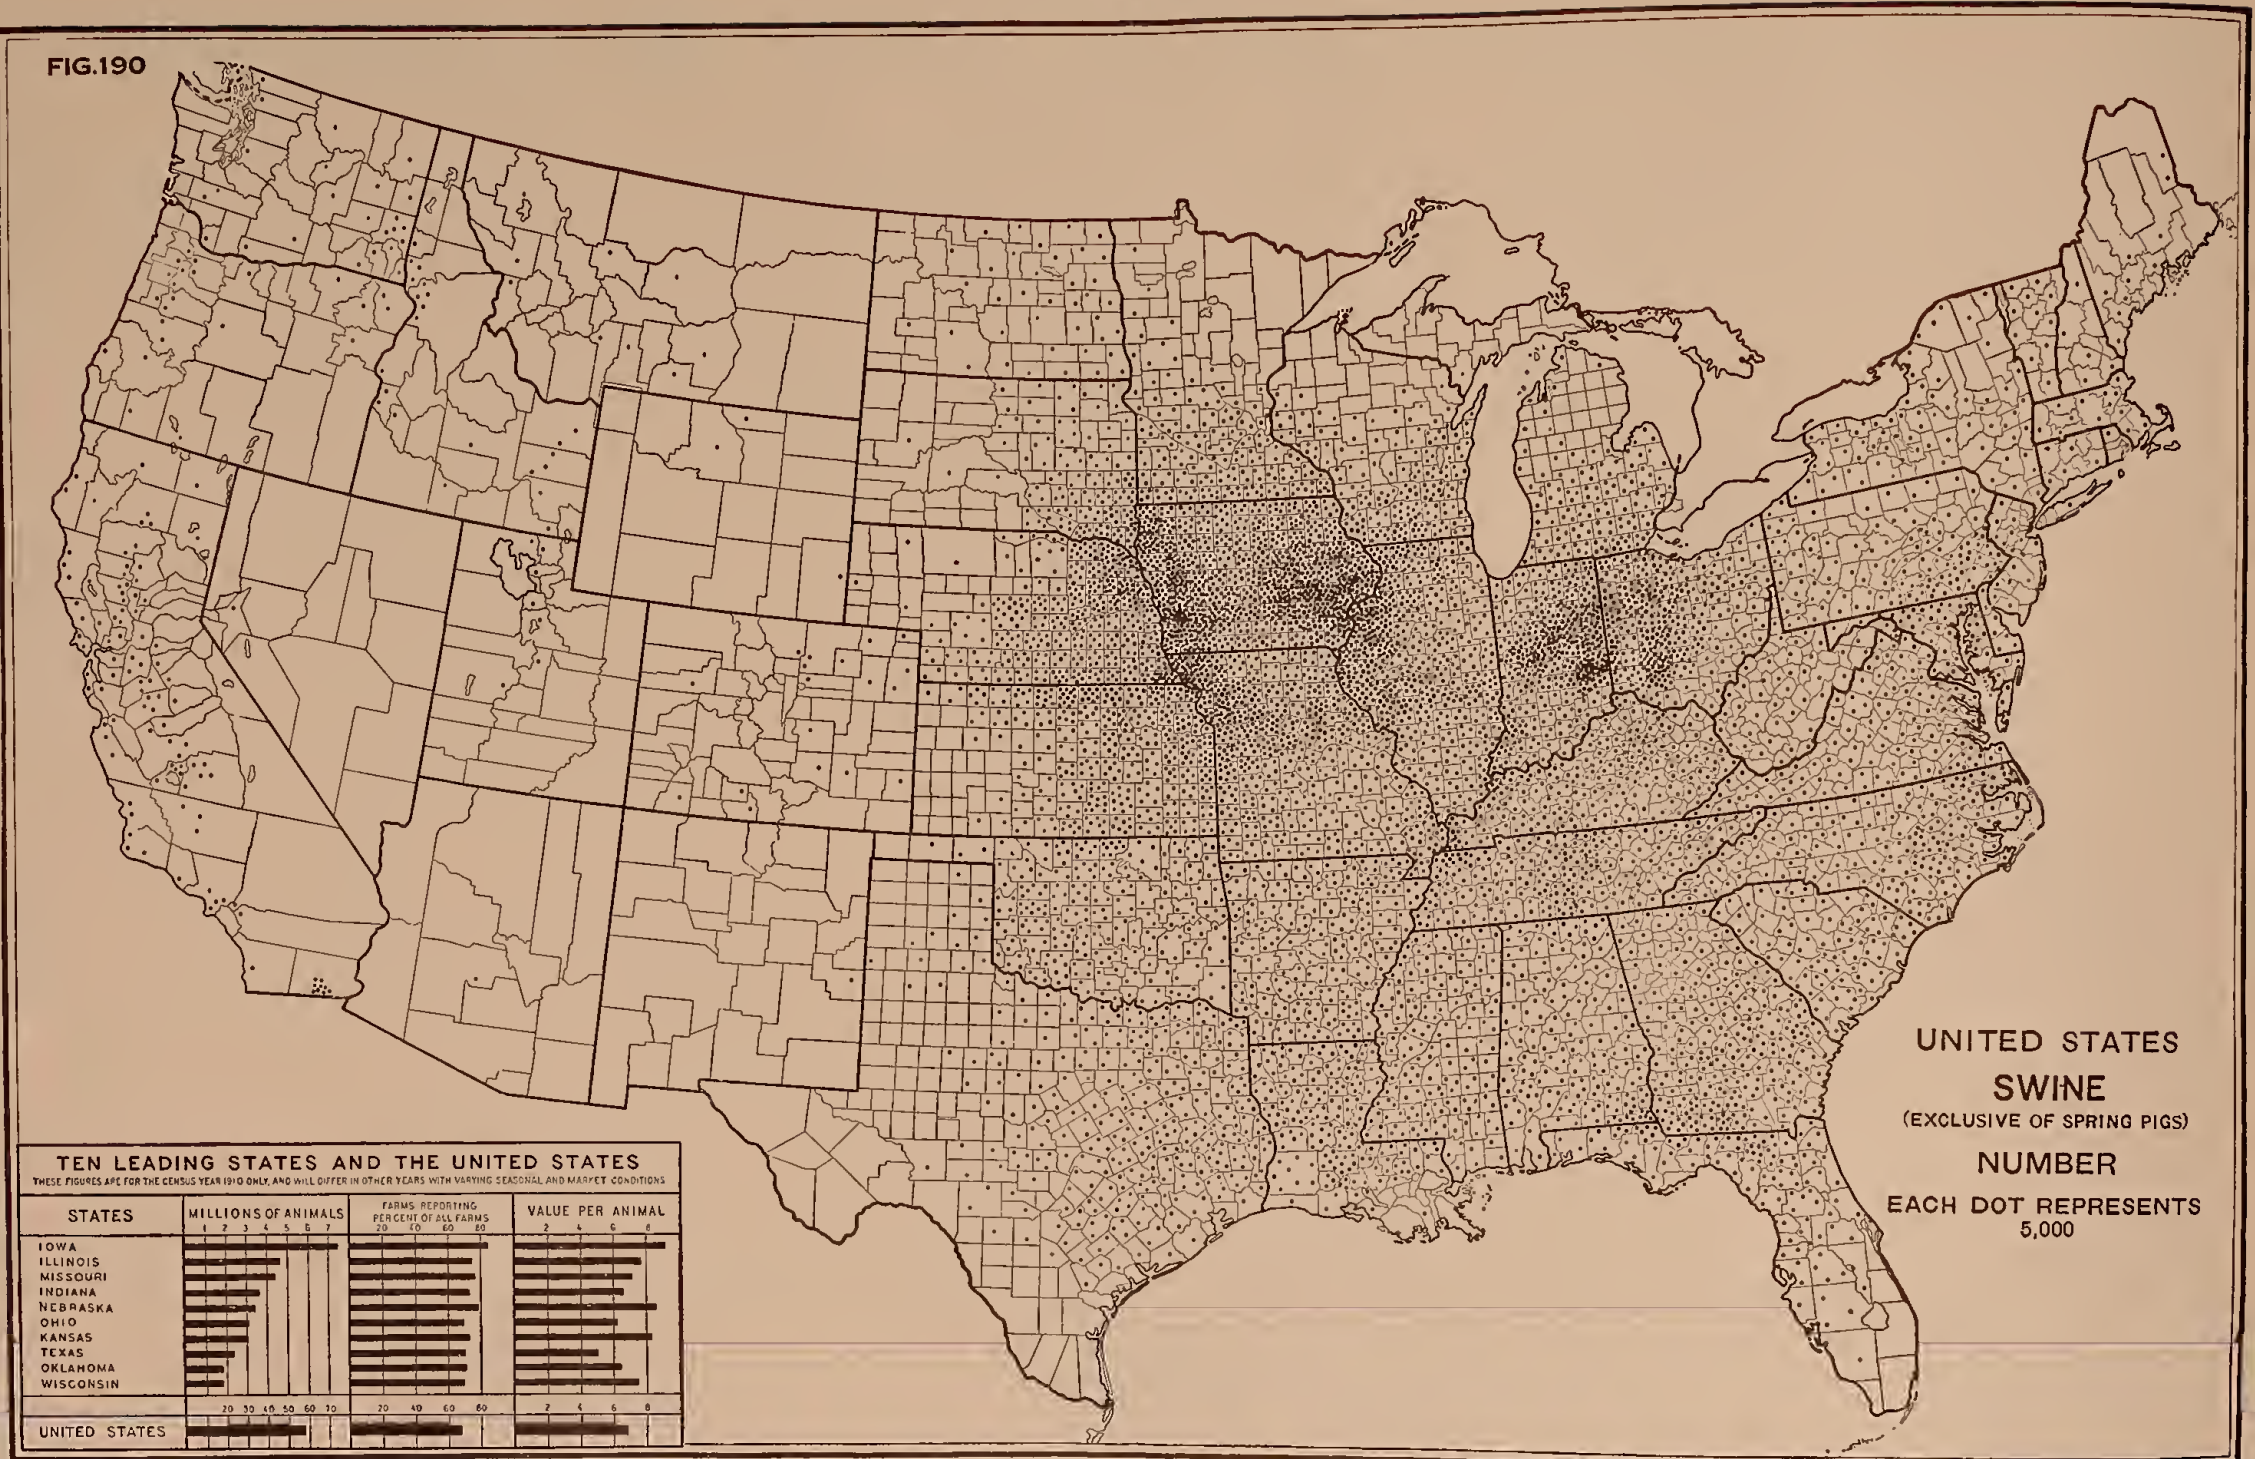 FIG.190
UNITED STATES
SWINE
(EXCLUSIVE OF SPRING PIGS)
NUMBER
EACH DOT REPRESENTS
5,000
TEN LEADING STATES AND THE UNITED STATES
THESE FIGURES ARE FOR THE CENSUS YEAR 1910 ONLY, AND WILL DIFFER IN OTHER YEARS WITH VARYING SEASONAL AND MARKET CONDITIONS
STATES
MILLIONS OF ANIMALS
1 2 3 4 5 6 7
FARMS REPORTING
PERCENT OF ALL FARMS
20 40 60 80
VALUE PER ANIMAL
2 4 6 8
IOWA
ILLINOIS
MISSOURI
INDIANA
NEBRASKA
OHIO
KANSAS
TEXAS
OKLAHOMA
WISCONSIN
20 30 40 50 60 70
20 40 60 80
2 4 6 8
UNITED STATES